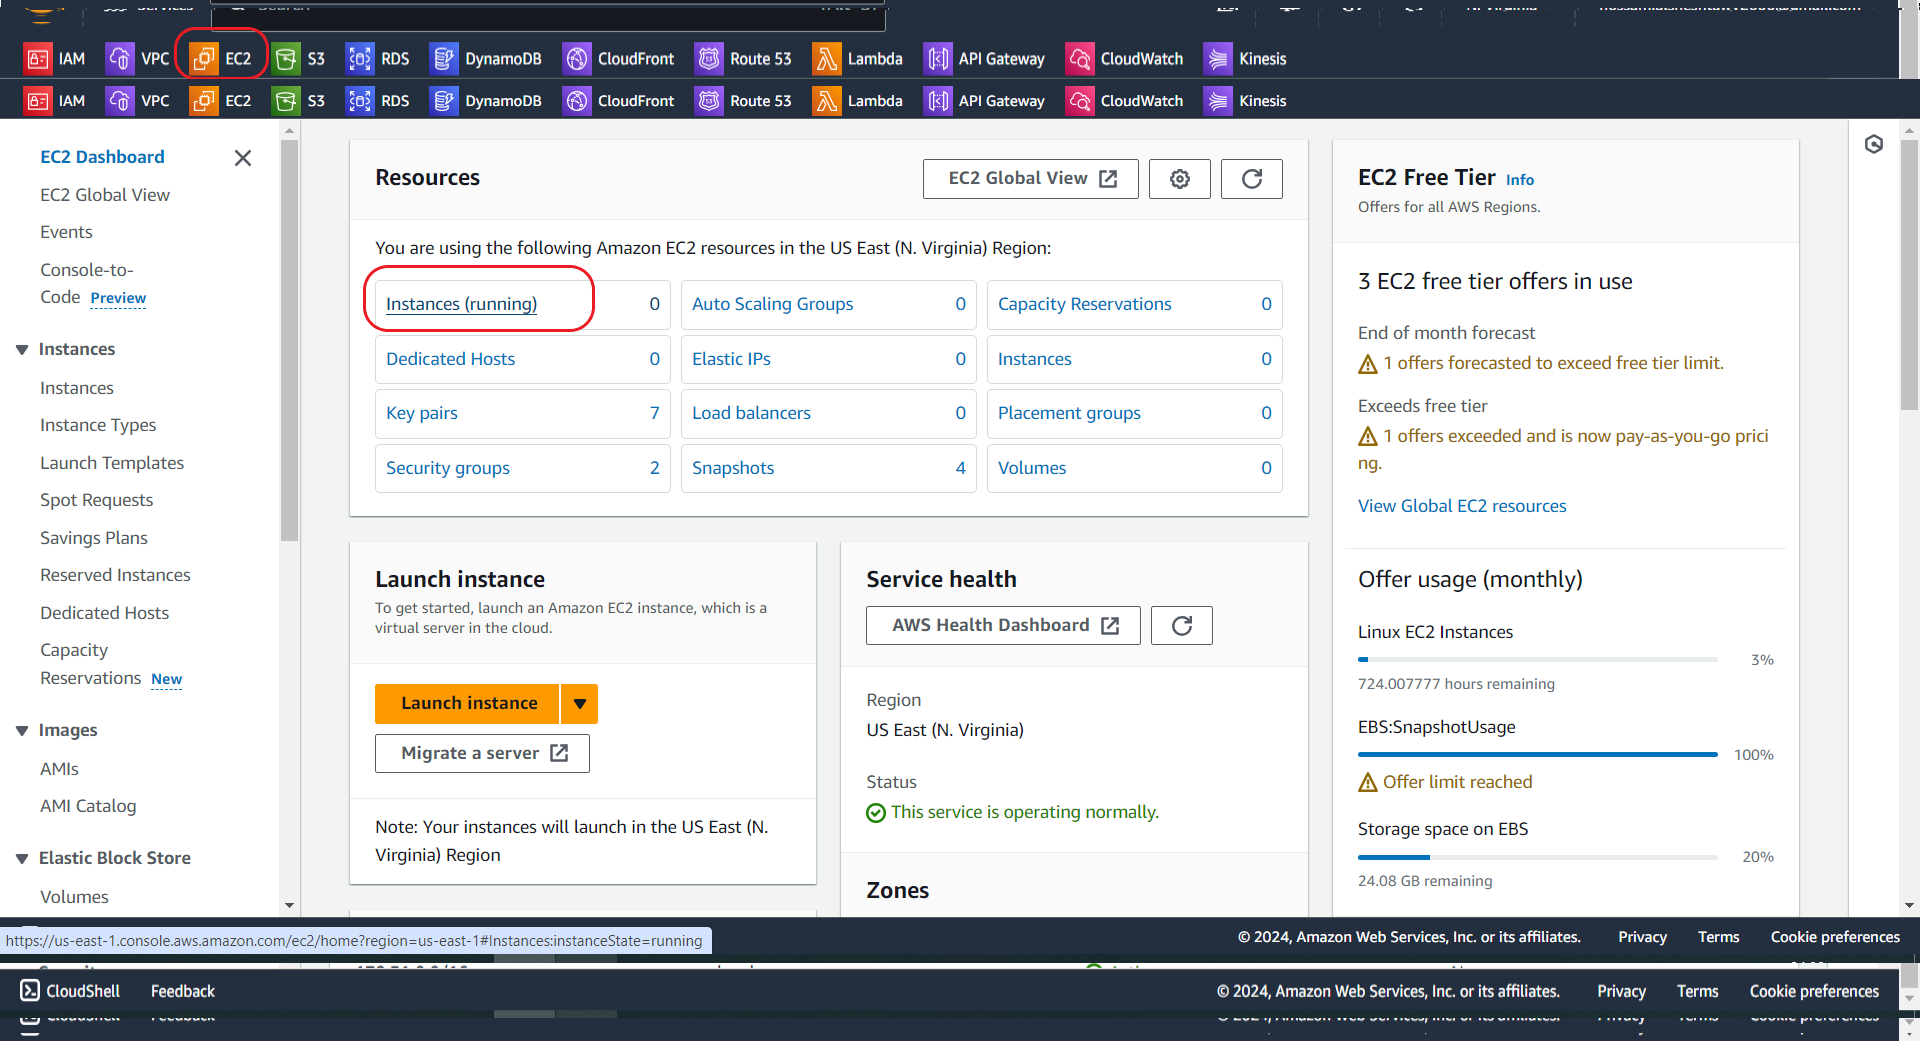 IAM VPC EC2 S3 RDS DynamoDB CloudFront Route 53 Lambda API Gateway CloudWatch Kinesis
IAM VPC EC2 S3 RDS DynamoDB CloudFront Route 53 Lambda API Gateway CloudWatch Kinesis
EC2 Dashboard
EC2 Global View
Events
Console-to-
Code Preview
Instances
Instances
Instance Types
Launch Templates
Spot Requests
Savings Plans
Reserved Instances
Dedicated Hosts
Capacity
Reservations New
Images
AMIs
AMI Catalog
Elastic Block Store
Volumes
Resources
EC2 Global View
You are using the following Amazon EC2 resources in the US East (N. Virginia) Region:
Instances (running) 0
Auto Scaling Groups 0
Capacity Reservations 0
Dedicated Hosts 0
Elastic IPs 0
Instances 0
Key pairs 7
Load balancers 0
Placement groups 0
Security groups 2
Snapshots 4
Volumes 0
Launch instance
To get started, launch an Amazon EC2 instance, which is a
virtual server in the cloud.
Launch instance
Migrate a server
Note: Your instances will launch in the US East (N.
Virginia) Region
Service health
AWS Health Dashboard
Region
US East (N. Virginia)
Status
This service is operating normally.
Zones
EC2 Free Tier Info
Offers for all AWS Regions.
3 EC2 free tier offers in use
End of month forecast
1 offers forecasted to exceed free tier limit.
Exceeds free tier
1 offers exceeded and is now pay-as-you-go prici
ng.
View Global EC2 resources
Offer usage (monthly)
Linux EC2 Instances
3%
724.007777 hours remaining
EBS:SnapshotUsage
100%
Offer limit reached
Storage space on EBS
20%
24.08 GB remaining
https://us-east-1.console.aws.amazon.com/ec2/home?region=us-east-1#Instances:instanceState=running
© 2024, Amazon Web Services, Inc. or its affiliates. Privacy Terms Cookie preferences
CloudShell Feedback © 2024, Amazon Web Services, Inc. or its affiliates. Privacy Terms Cookie preferences